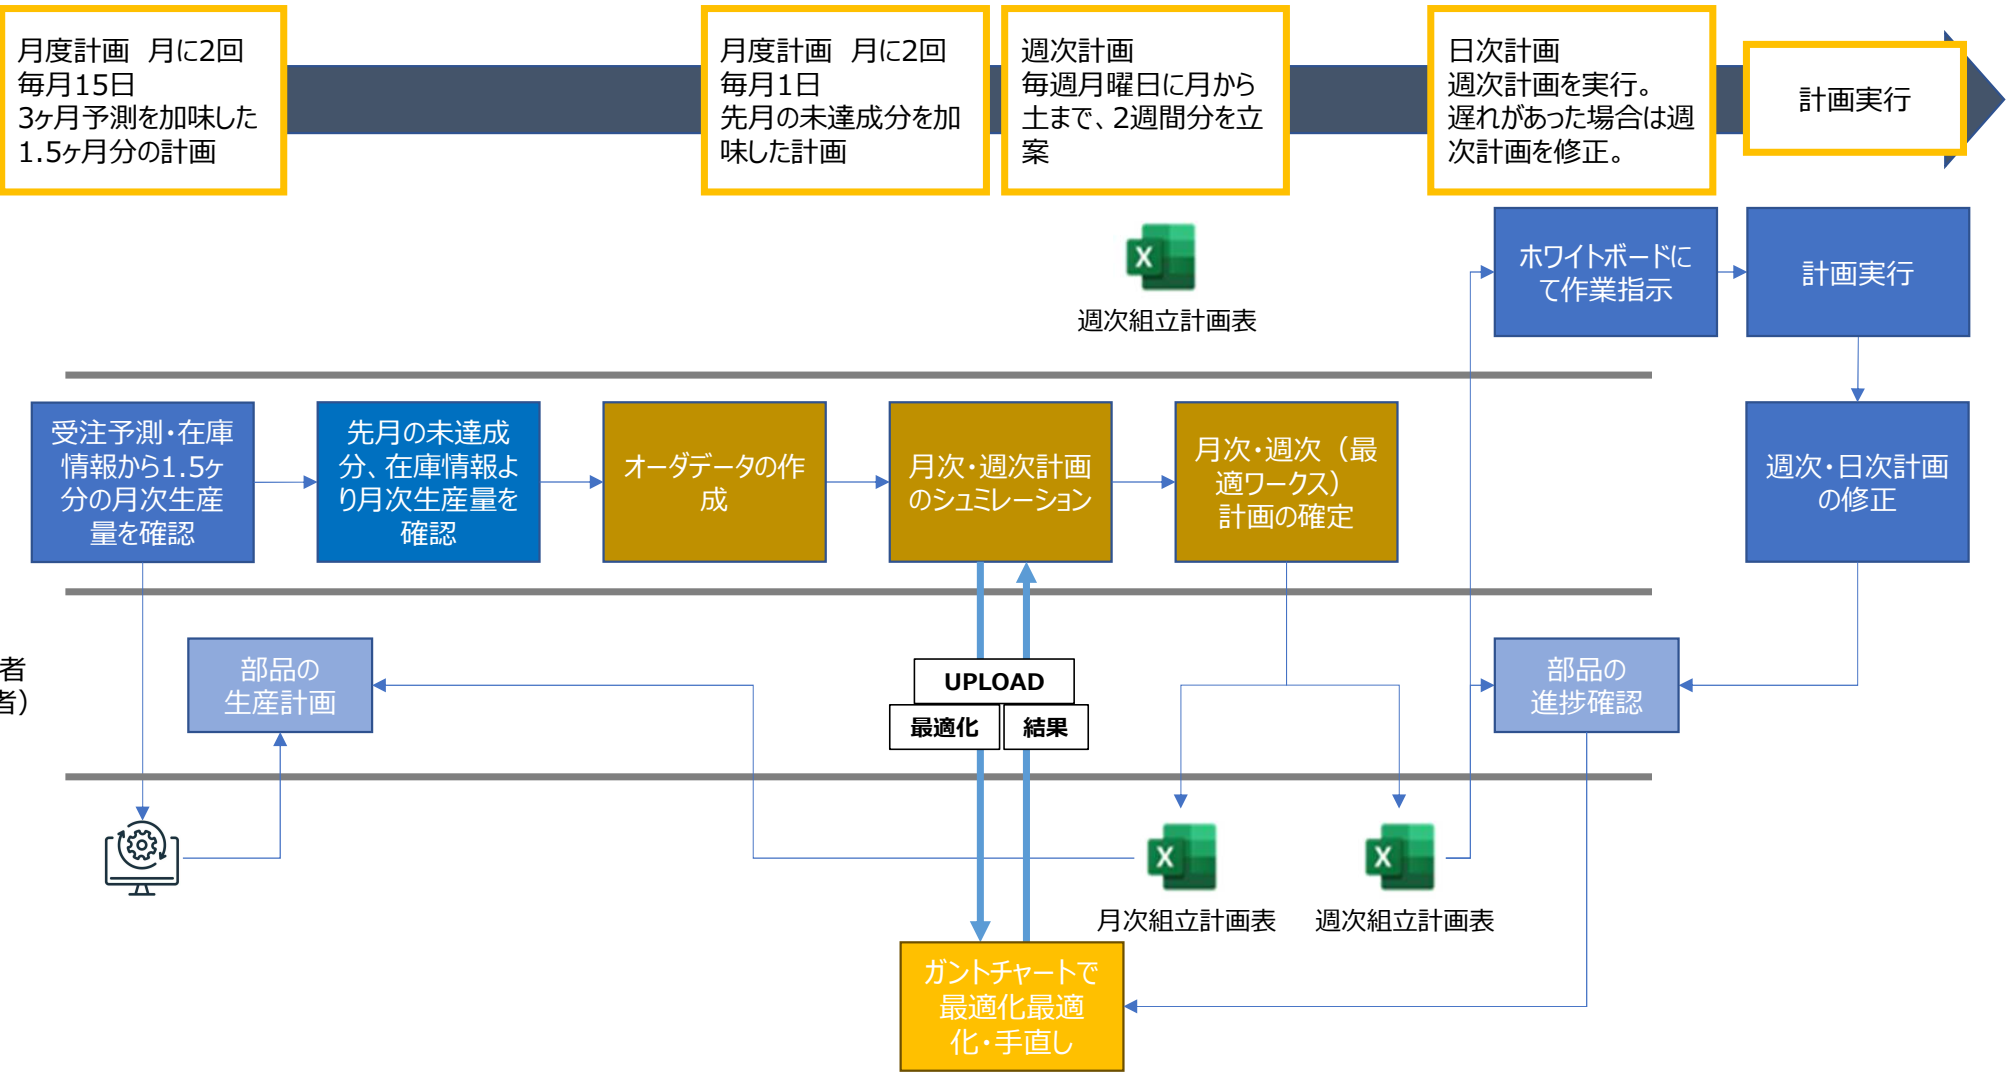 月度計画 月に2回
毎月15日
3ヶ月予測を加味した
1.5ヶ月分の計画
月度計画 月に2回
毎月1日
先月の未達成分を加
味した計画
週次計画
毎週月曜日に月から
土まで、2週間分を立
案
日次計画
週次計画を実行。
遅れがあった場合は週
次計画を修正。
計画実行
週次組立計画表
ホワイトボードに
て作業指示
計画実行
受注予測・在庫
情報から1.5ヶ
分の月次生産
量を確認
先月の未達成
分、在庫情報よ
り月次生産量を
確認
オーダデータの作
成
月次・週次計画
のシュミレーション
月次・週次（最
適ワークス）
計画の確定
週次・日次計画
の修正
者
者）
部品の
生産計画
UPLOAD
最適化
結果
部品の
進捗確認
月次組立計画表
週次組立計画表
ガントチャートで
最適化最適
化・手直し